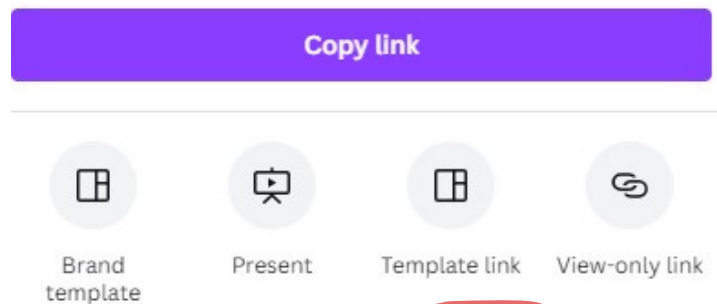 Copy link
Brand
template
Present
Template link
View-only link